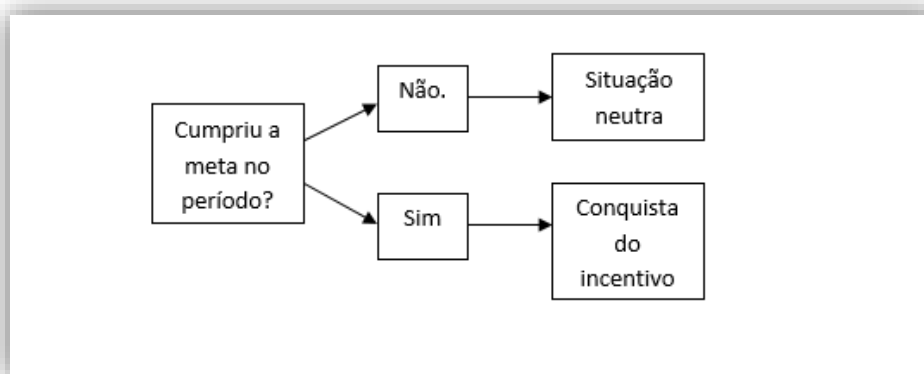 Cumpriu a
meta no
período?
Não.
Situação
neutra
Sim
Conquista
do
incentivo